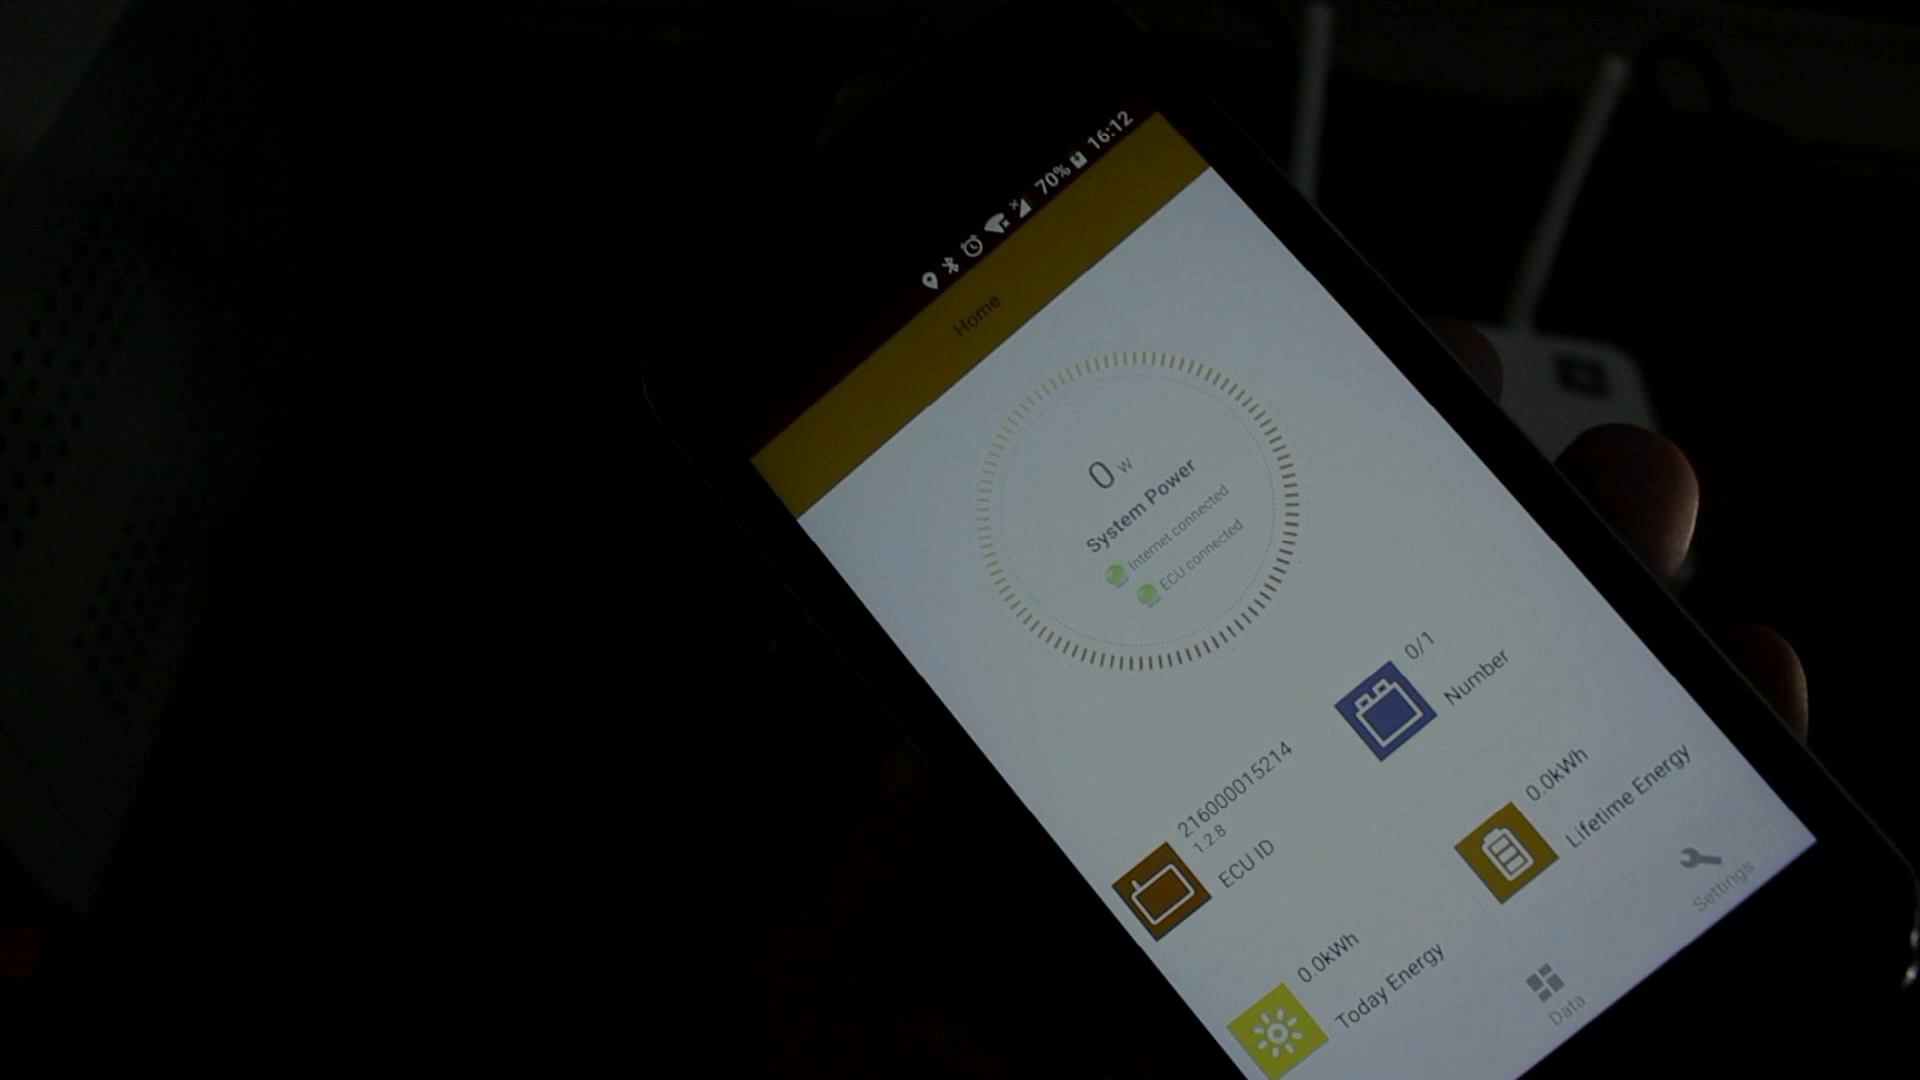 70% 16:12
Home
0 W
System Power
Internet connected
ECU connected
216000015214
1.2.8
ECU ID
0/1
Number
0.0kWh
Today Energy
0.0kWh
Lifetime Energy
Data
Settings